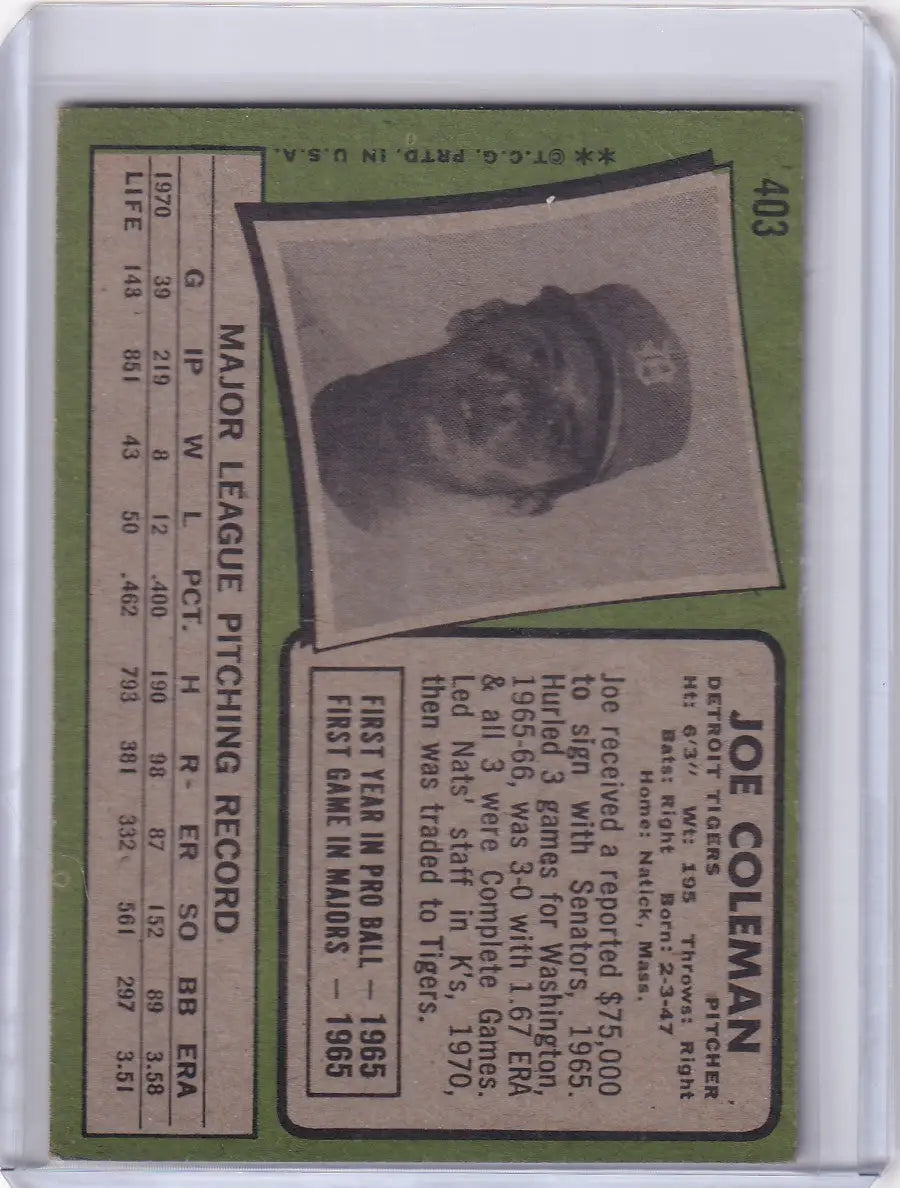 403
** ©T.C.G. PRTD. IN U.S.A.
JOE COLEMAN
DETROIT TIGERS PITCHER
Ht: 6'3" Wt: 195 Throws: Right
Bats: Right Born: 2-3-47
Home: Natick, Mass.
Joe received a reported $75,000
to sign with Senators, 1965.
Hurled 3 games for Washington,
1965-66, was 3-0 with 1.67 ERA
& all 3 were Complete Games.
Led Nats' staff in K's, 1970,
then was traded to Tigers.
FIRST YEAR IN PRO BALL — 1965
FIRST GAME IN MAJORS — 1965
MAJOR LEAGUE PITCHING RECORD
G IP W L PCT. H R ER SO BB ERA
1970 39 219 8 12 .400 190 98 87 152 89 3.58
LIFE 148 851 43 50 .462 793 381 332 561 297 3.51